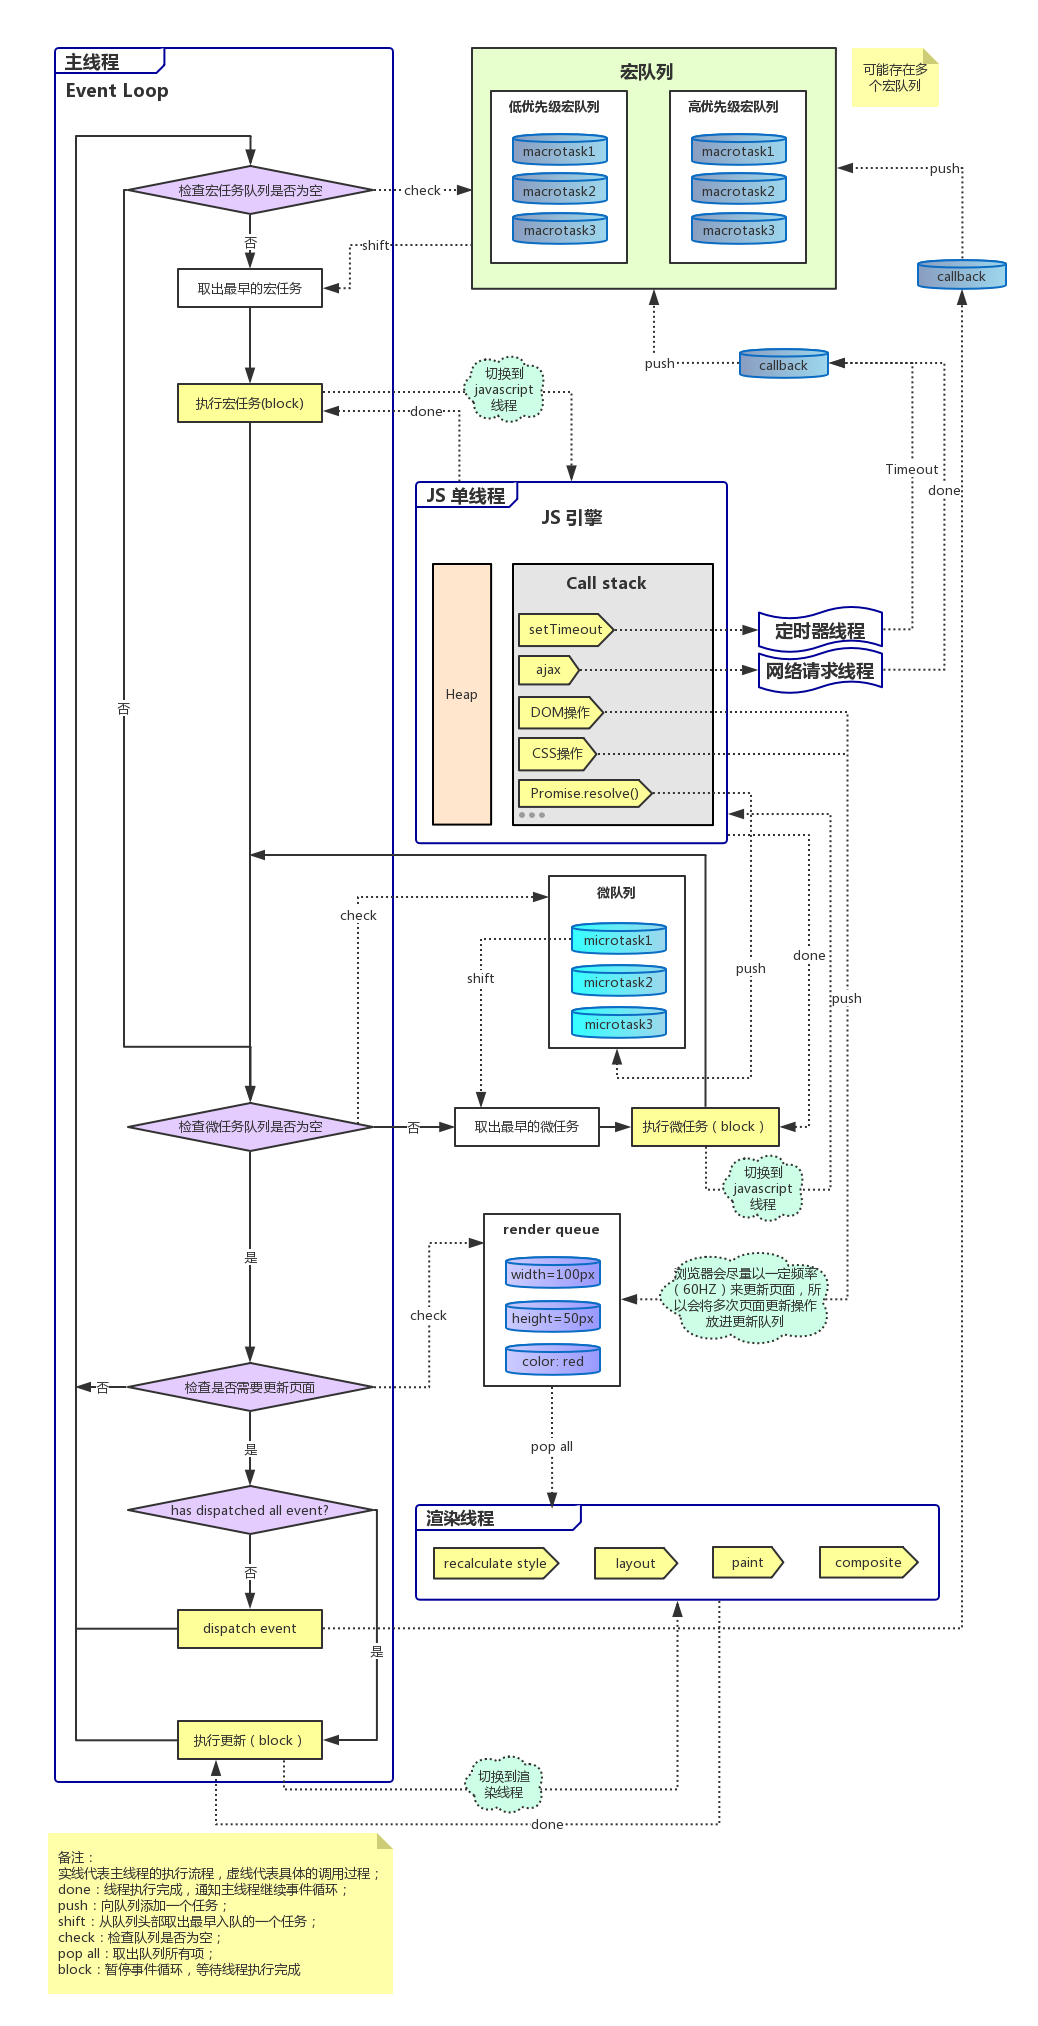 主线程
Event Loop
检查宏任务队列是否为空
check
否
shift
取出最早的宏任务
执行宏任务(block)
切换到
javascript
线程
done
宏队列
低优先级宏队列
macrotask1
macrotask2
macrotask3
高优先级宏队列
macrotask1
macrotask2
macrotask3
可能存在多
个宏队列
push
callback
push
callback
Timeout
done
JS 单线程
JS 引擎
Heap
Call stack
setTimeout
ajax
DOM操作
CSS操作
Promise.resolve()
定时器线程
网络请求线程
否
check
微队列
microtask1
microtask2
microtask3
shift
push
done
push
检查微任务队列是否为空
否
取出最早的微任务
执行微任务（block）
切换到
javascript
线程
是
render queue
width=100px
height=50px
color: red
浏览器会尽量以一定频率
（60HZ）来更新页面，所
以会将多次页面更新操作
放进更新队列
check
否
检查是否需要更新页面
是
pop all
has dispatched all event?
否
dispatch event
是
渲染线程
recalculate style
layout
paint
composite
执行更新（block）
切换到渲
染线程
done
备注：
实线代表主线程的执行流程，虚线代表具体的调用过程；
done：线程执行完成，通知主线程继续事件循环；
push：向队列添加一个任务；
shift：从队列头部取出最早入队的一个任务；
check：检查队列是否为空；
pop all：取出队列所有项；
block：暂停事件循环，等待线程执行完成